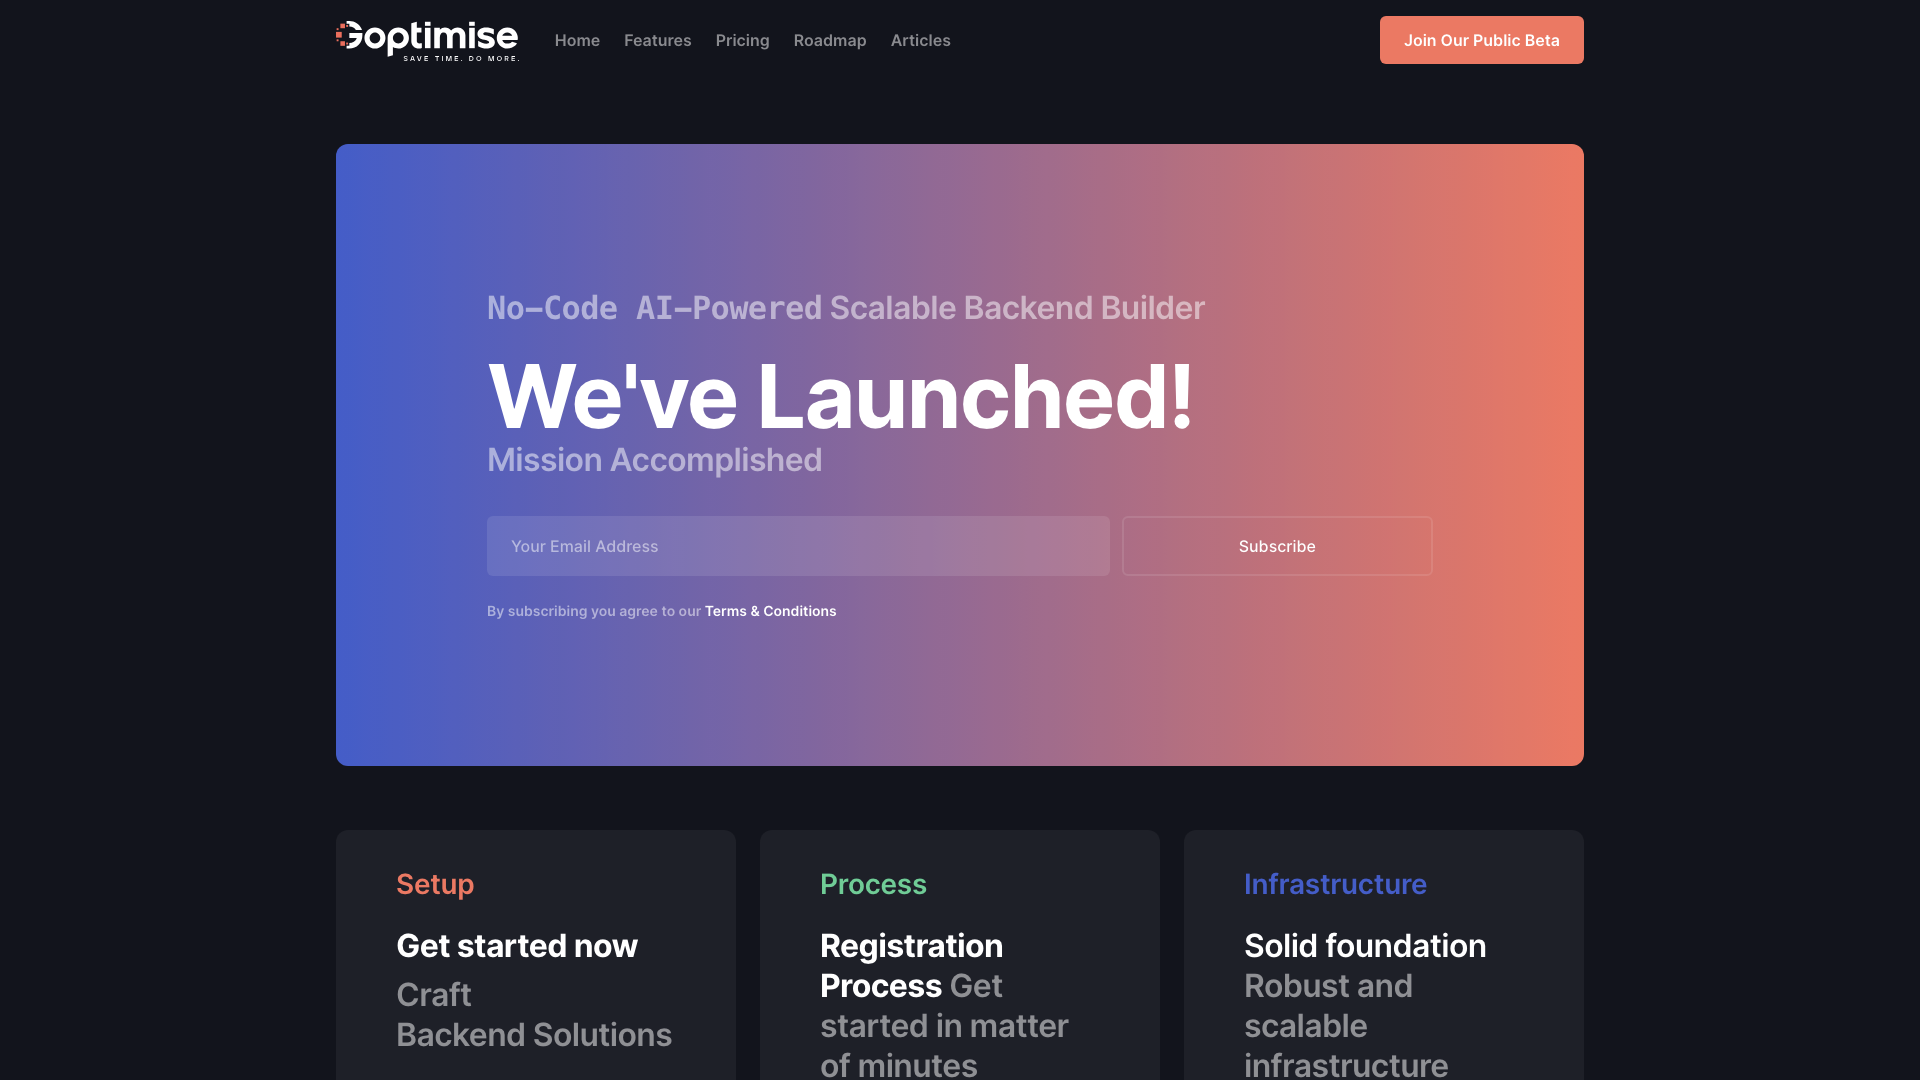 Goptimise
SAVE TIME. DO MORE.
Home Features Pricing Roadmap Articles
Join Our Public Beta
No-Code AI-Powered Scalable Backend Builder
We've Launched!
Mission Accomplished
Your Email Address
Subscribe
By subscribing you agree to our Terms & Conditions
Setup
Get started now
Craft
Backend Solutions
Process
Registration
Process Get
started in matter
of minutes
Infrastructure
Solid foundation
Robust and
scalable
infrastructure